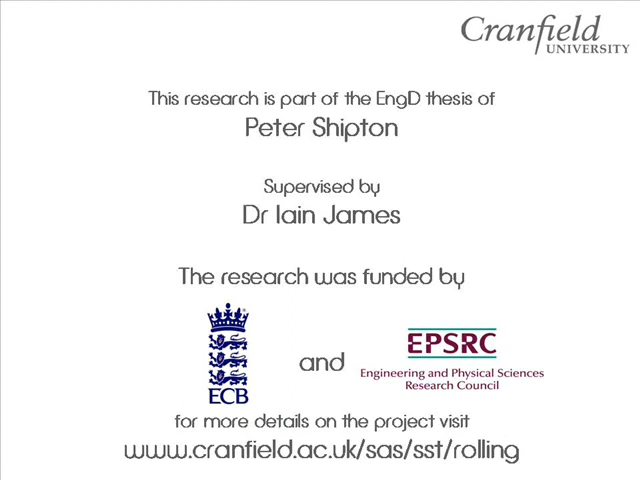 Cranfield
UNIVERSITY
This research is part of the EngD thesis of
Peter Shipton
Supervised by
Dr Iain James
The research was funded by
ECB
and
EPSRC
Engineering and Physical Sciences
Research Council
for more details on the project visit
www.cranfield.ac.uk/sas/sst/rolling